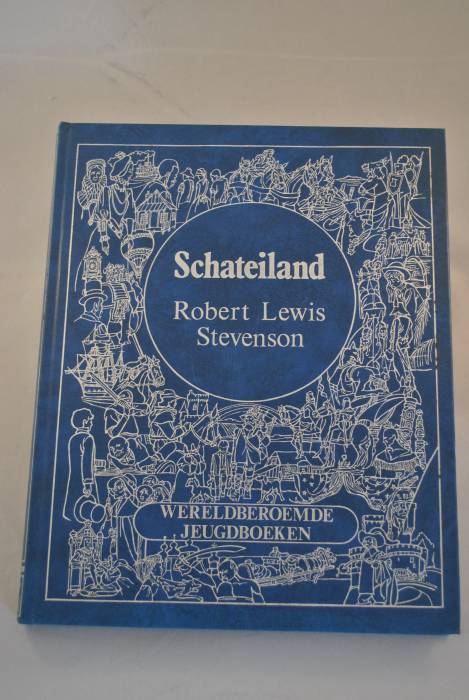 Schateiland
Robert Lewis
Stevenson
WERELDBEROEMDE
JEUGDBOEKEN